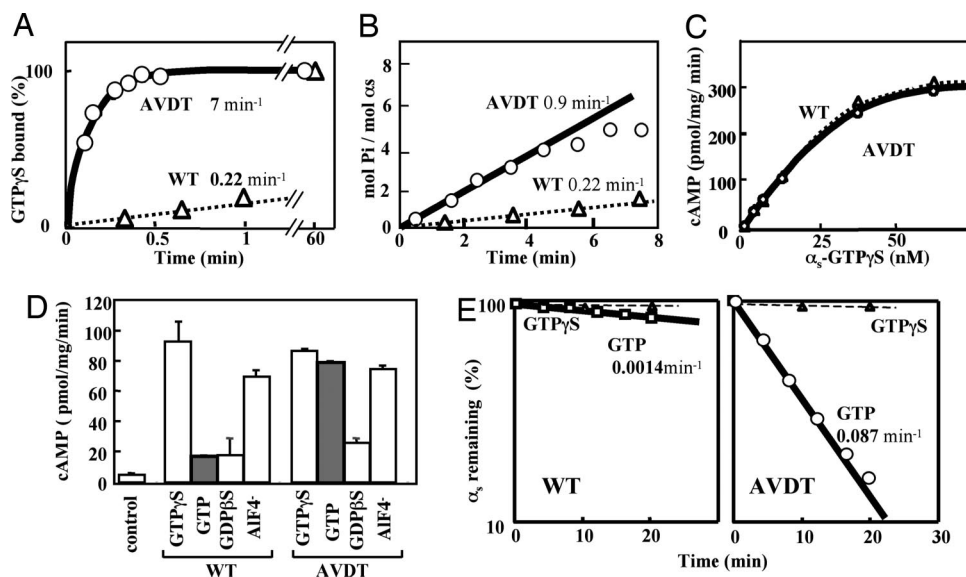 A
GTPγS bound (%)
100
0
AVDT 7 min-1
WT 0.22 min-1
0 0.5 1 60
Time (min)
B
mol Pi / mol αs
6
4
2
0
AVDT 0.9 min-1
WT 0.22 min-1
0 2 4 6 8
Time (min)
C
cAMP (pmol/mg/ min)
300
200
100
0
WT
AVDT
25 50
αs-GTPγS (nM)
D
cAMP ( pmol/mg/min)
120
100
80
60
40
20
0
control
GTPγS
GTP
GDPβS
AlF4-
WT
GTPγS
GTP
GDPβS
AlF4-
AVDT
E
αs remaining (%)
100
10
GTPγS
GTP
0.0014min-1
WT
0 10 20
GTPγS
GTP
0.087 min-1
AVDT
0 10 20 30
Time (min)